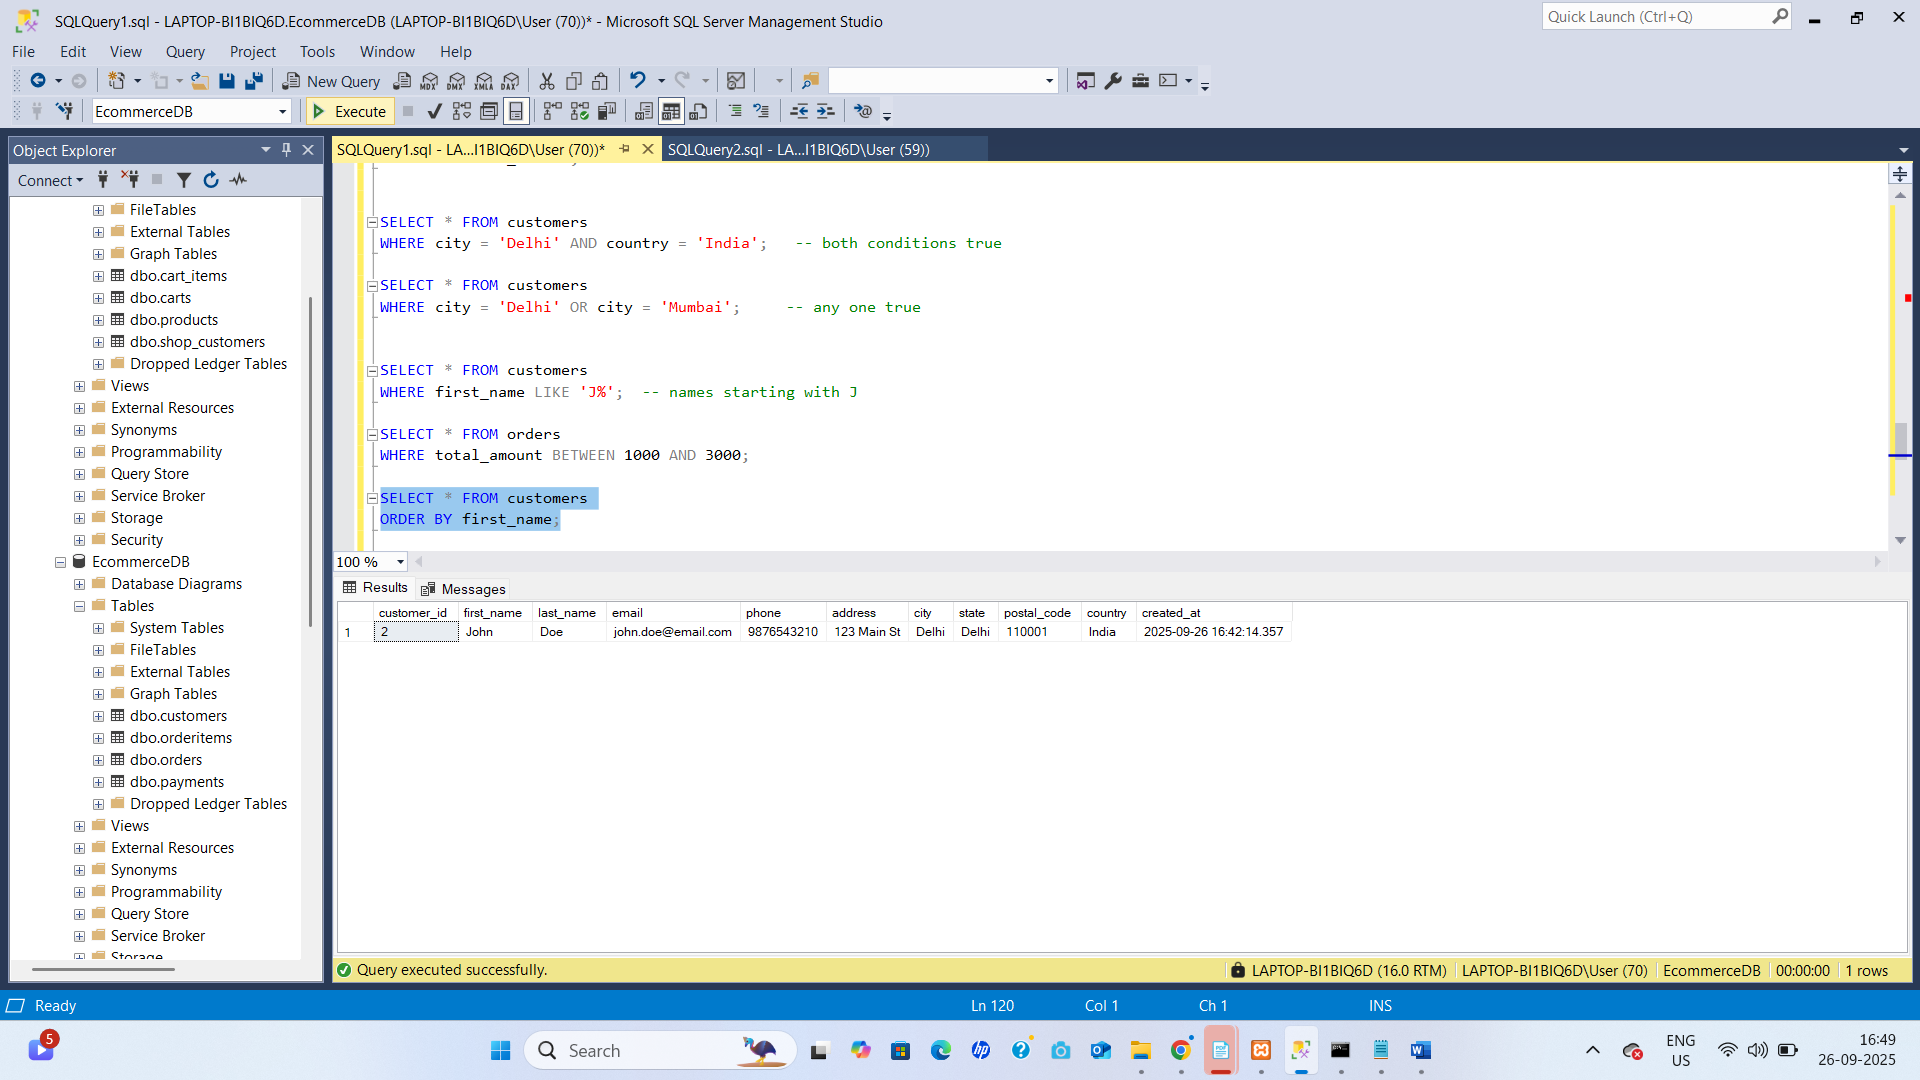 SQLQuery1.sql - LAPTOP-BI1BIQ6D.EcommerceDB (LAPTOP-BI1BIQ6D\User (70))* - Microsoft SQL Server Management Studio
Quick Launch (Ctrl+Q)
File Edit View Query Project Tools Window Help
New Query
MDX DMX XMLA DAX
EcommerceDB
Execute
Object Explorer
Connect
FileTables
External Tables
Graph Tables
dbo.cart_items
dbo.carts
dbo.products
dbo.shop_customers
Dropped Ledger Tables
Views
External Resources
Synonyms
Programmability
Query Store
Service Broker
Storage
Security
EcommerceDB
Database Diagrams
Tables
System Tables
FileTables
External Tables
Graph Tables
dbo.customers
dbo.orderitems
dbo.orders
dbo.payments
Dropped Ledger Tables
Views
External Resources
Synonyms
Programmability
Query Store
Service Broker
Storage
SQLQuery1.sql - LA...I1BIQ6D\User (70))*
SQLQuery2.sql - LA...I1BIQ6D\User (59))
SELECT * FROM customers
WHERE city = 'Delhi' AND country = 'India';   -- both conditions true
SELECT * FROM customers
WHERE city = 'Delhi' OR city = 'Mumbai';     -- any one true
SELECT * FROM customers
WHERE first_name LIKE 'J%';  -- names starting with J
SELECT * FROM orders
WHERE total_amount BETWEEN 1000 AND 3000;
SELECT * FROM customers
ORDER BY first_name;
100 %
Results Messages
customer_id first_name last_name email phone address city state postal_code country created_at
1 2 John Doe john.doe@email.com 9876543210 123 Main St Delhi Delhi 110001 India 2025-09-26 16:42:14.357
Query executed successfully.
LAPTOP-BI1BIQ6D (16.0 RTM) LAPTOP-BI1BIQ6D\User (70) EcommerceDB 00:00:00 1 rows
Ready Ln 120 Col 1 Ch 1 INS
5
Search
hp
ENG
US
16:49
26-09-2025